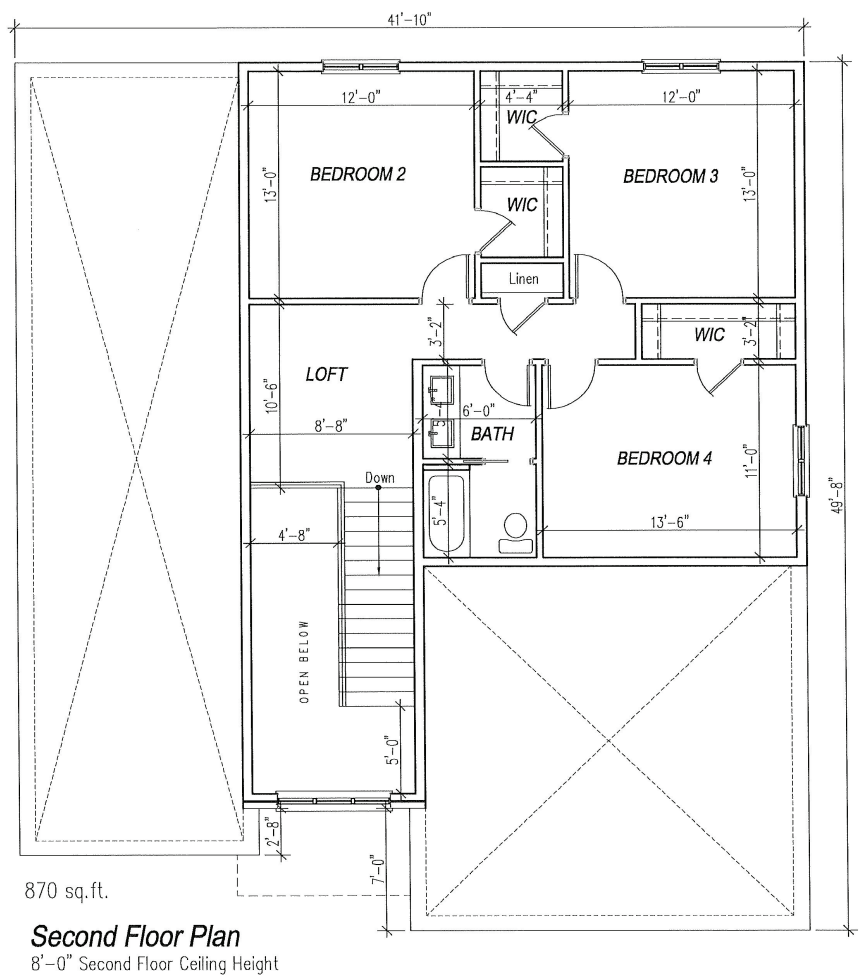 41'-10"
12'-0"
4'-4"
12'-0"
WIC
BEDROOM 2
BEDROOM 3
13'-0"
13'-0"
WIC
Linen
3'-2"
WIC
3'-2"
LOFT
10'-6"
8'-8"
5'-4"
6'-0"
BATH
BEDROOM 4
11'-0"
Down
49'-8"
5'-4"
13'-6"
4'-8"
OPEN BELOW
5'-0"
2'-8"
7'-0"
870 sq.ft.
Second Floor Plan
8'-0" Second Floor Ceiling Height